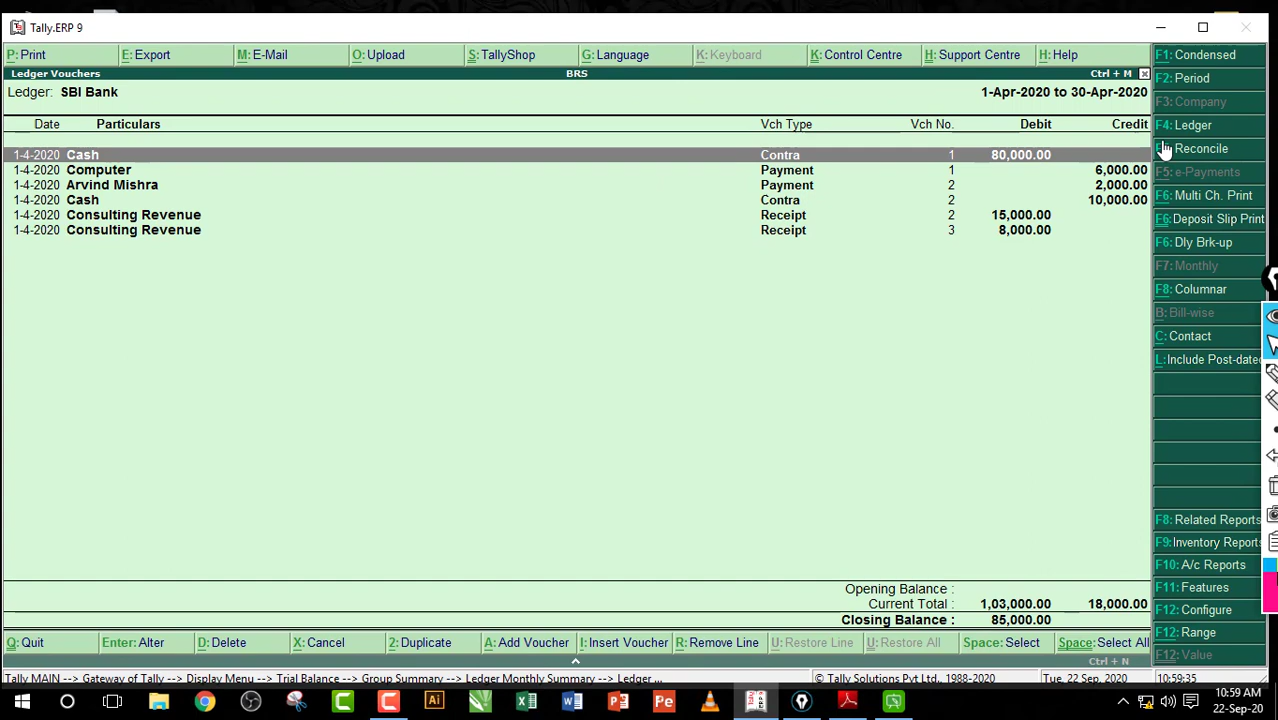 Tally.ERP 9
P: Print E: Export M: E-Mail O: Upload S: TallyShop G: Language K: Keyboard K: Control Centre H: Support Centre H: Help
Ledger Vouchers BRS Ctrl + M
Ledger: SBI Bank 1-Apr-2020 to 30-Apr-2020
Date Particulars Vch Type Vch No. Debit Credit
1-4-2020 Cash Contra 1 80,000.00
1-4-2020 Computer Payment 1 6,000.00
1-4-2020 Arvind Mishra Payment 2 2,000.00
1-4-2020 Cash Contra 2 10,000.00
1-4-2020 Consulting Revenue Receipt 2 15,000.00
1-4-2020 Consulting Revenue Receipt 3 8,000.00
Opening Balance :
Current Total : 1,03,000.00 18,000.00
Closing Balance : 85,000.00
Q: Quit Enter: Alter D: Delete X: Cancel 2: Duplicate A: Add Voucher I: Insert Voucher R: Remove Line U: Restore Line U: Restore All Space: Select Space: Select All
Ctrl + N
F1: Condensed
F2: Period
F3: Company
F4: Ledger
Reconcile
F5: e-Payments
F6: Multi Ch. Print
F6: Deposit Slip Print
F6: Dly Brk-up
F7: Monthly
F8: Columnar
B: Bill-wise
C: Contact
L: Include Post-date
F8: Related Reports
F9: Inventory Report
F10: A/c Reports
F11: Features
F12: Configure
F12: Range
F12: Value
Tally MAIN --> Gateway of Tally --> Display Menu --> Trial Balance --> Group Summary --> Ledger Monthly Summary --> Ledger ... © Tally Solutions Pvt Ltd., 1988-2020 Tue, 22 Sep, 2020 10:59:35
10:59 AM
22-Sep-20